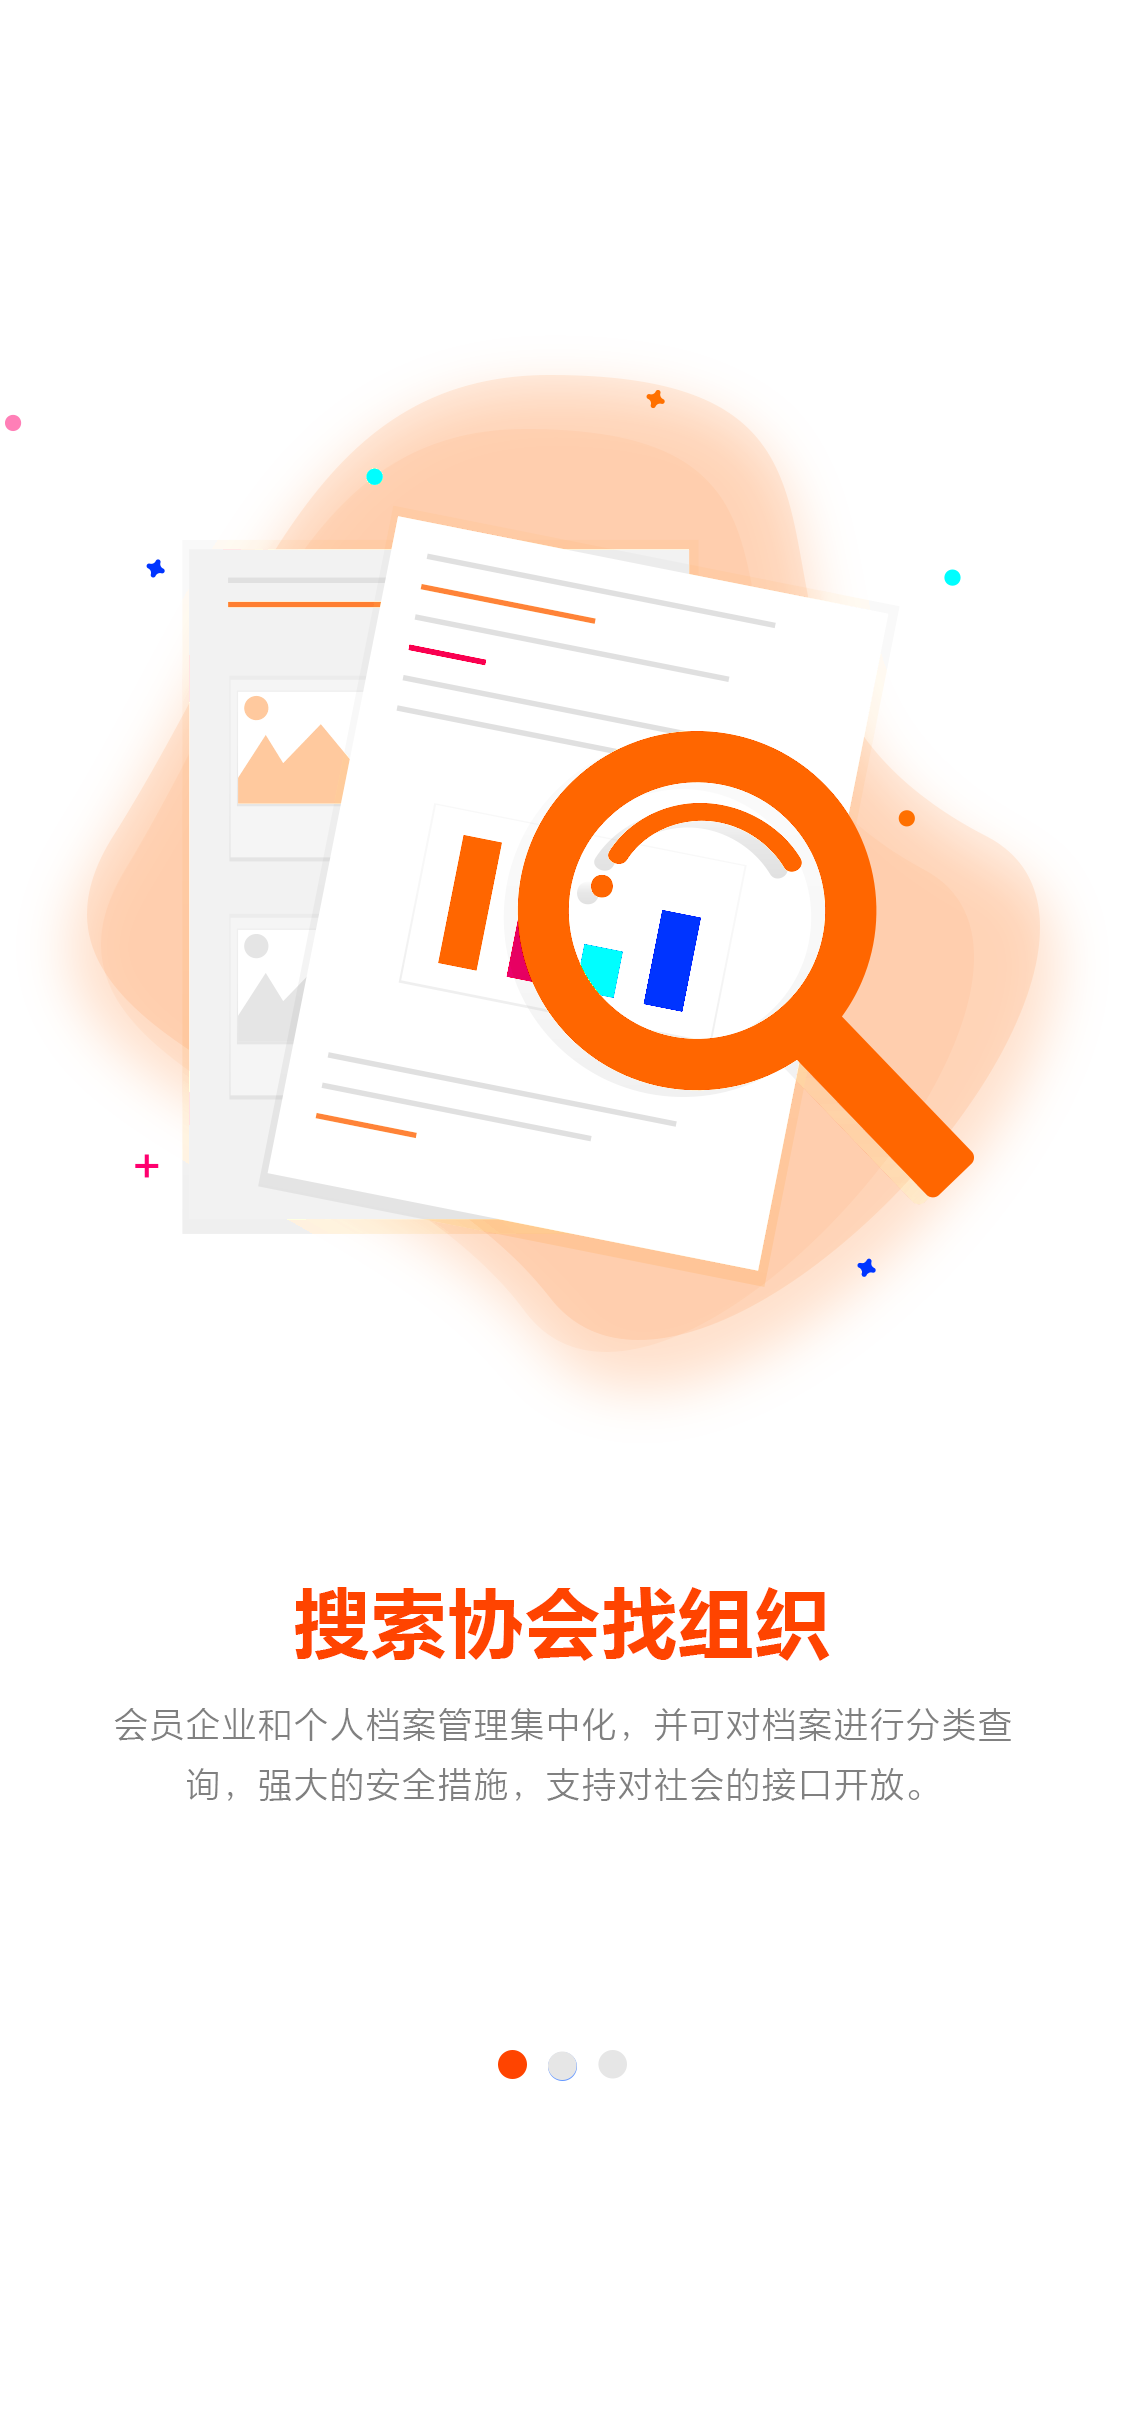 搜索协会找组织
会员企业和个人档案管理集中化，并可对档案进行分类查
询，强大的安全措施，支持对社会的接口开放。